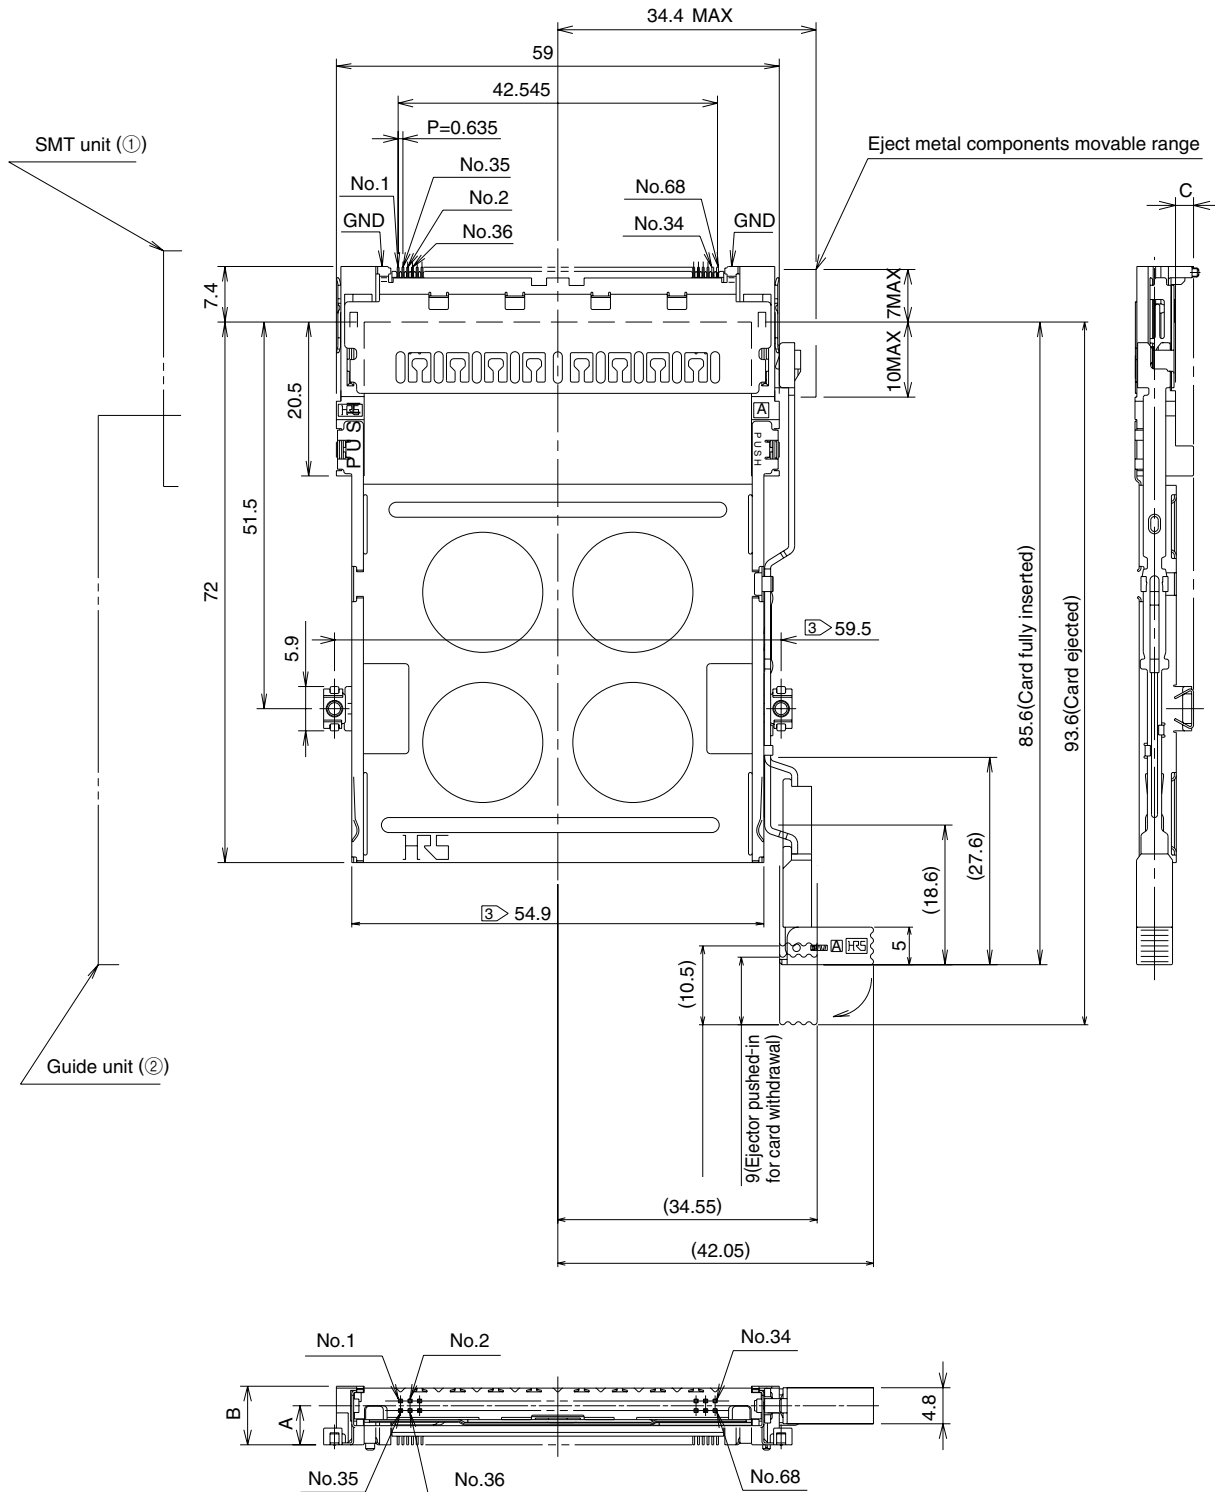 34.4 MAX
59
42.545
P=0.635
SMT unit (①)
Eject metal components movable range
No.35
No.1
No.68
C
No.2
GND
No.34
GND
No.36
7.4
7MAX
10MAX
20.5
HRS
A
PUSH
PUSH
51.5
72
5.9
3 59.5
85.6(Card fully inserted)
93.6(Card ejected)
HRS
(27.6)
(18.6)
3 54.9
A HRS
5
(10.5)
Guide unit (②)
9(Ejector pushed-in
for card withdrawal)
(34.55)
(42.05)
No.1
No.2
No.34
B
A
4.8
No.35
No.36
No.68